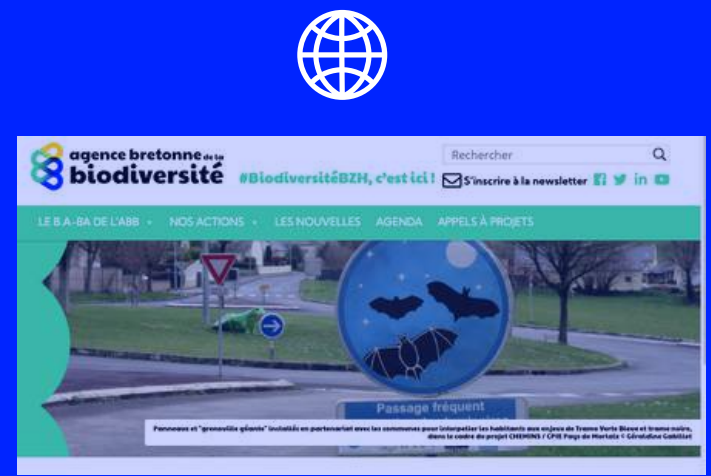 agence bretonne de la
biodiversité
#BiodiversitéBZH, c'est ici !
Rechercher
S'inscrire à la newsletter
LE B.A-BA DE L'ABB
NOS ACTIONS
LES NOUVELLES
AGENDA
APPELS À PROJETS
Passage fréquent
Panneaux et "grenouille géante" installés en partenariat avec les communes pour interpeller les habitants aux enjeux de Trame Verte Bleue et trame noire,
dans le cadre du projet CHEMINS / CPIE Pays de Morlaix © Géraldine Gabillet